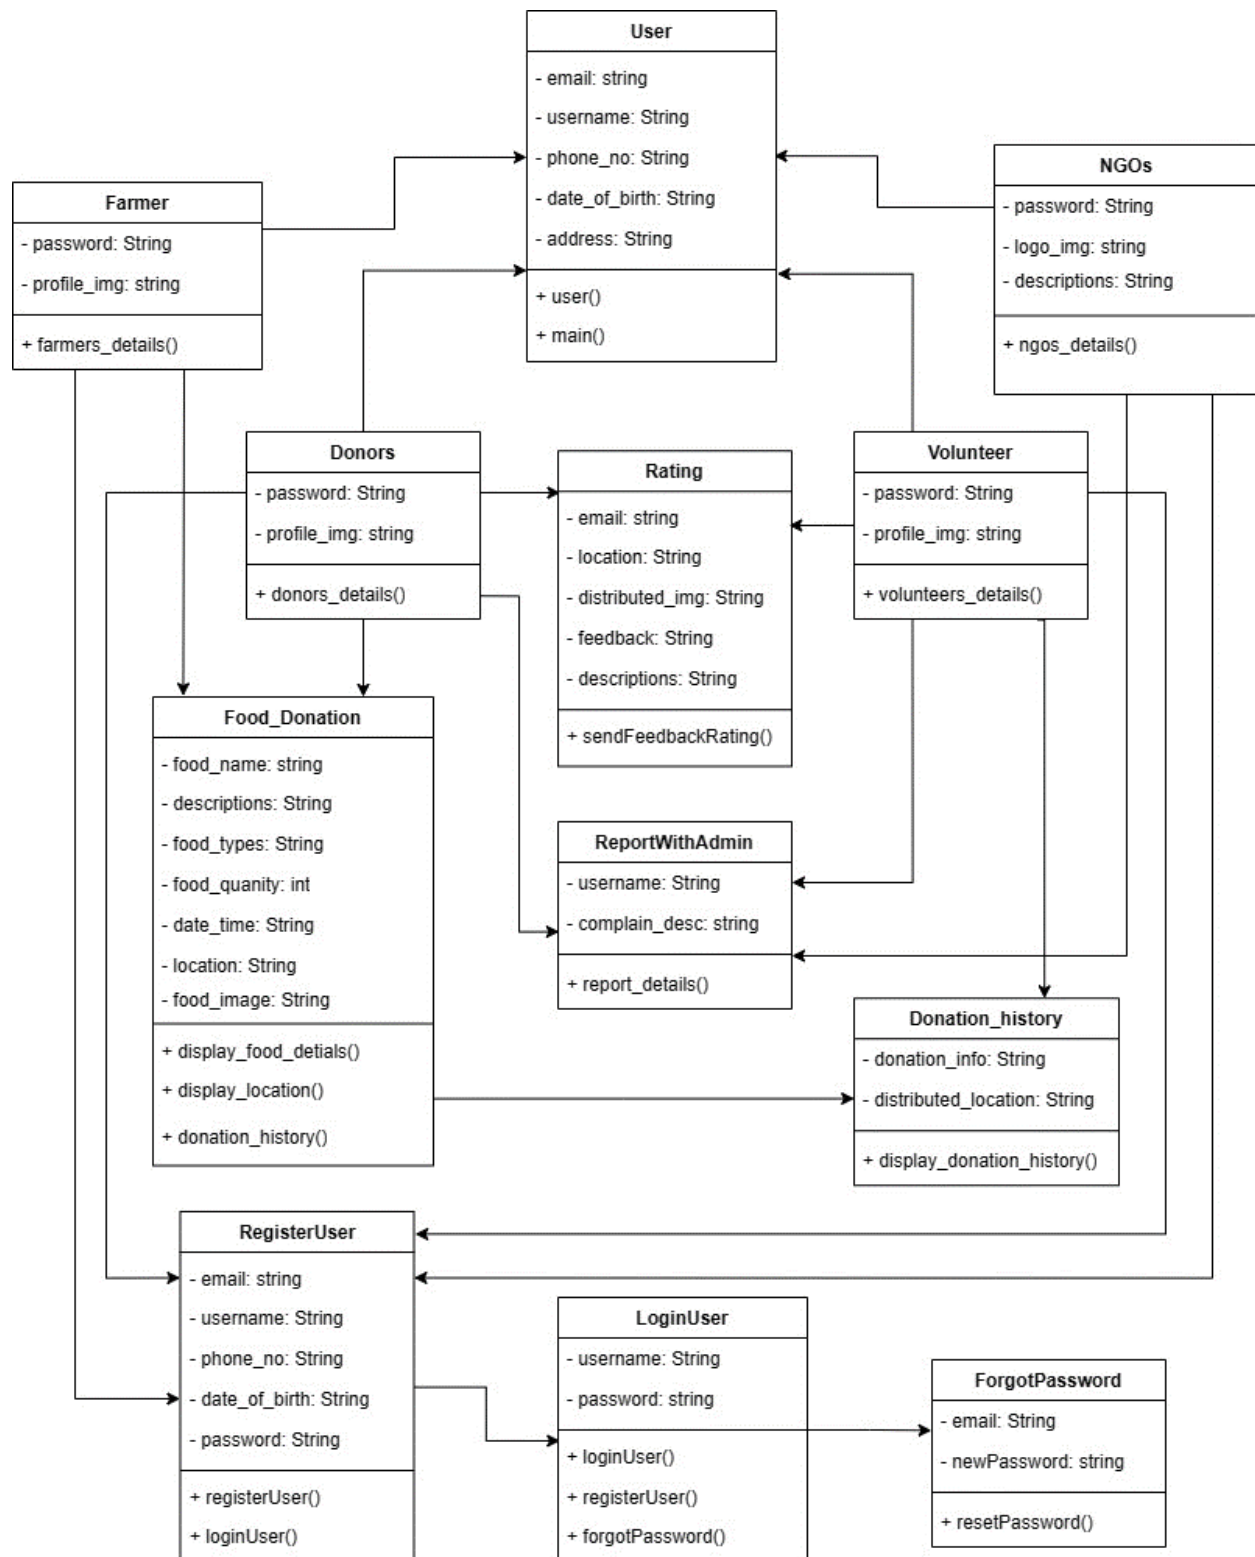 User
- email: string
- username: String
- phone_no: String
- date_of_birth: String
- address: String
+ user()
+ main()
NGOs
- password: String
- logo_img: string
- descriptions: String
+ ngos_details()
Farmer
- password: String
- profile_img: string
+ farmers_details()
Donors
- password: String
- profile_img: string
+ donors_details()
Rating
- email: string
- location: String
- distributed_img: String
- feedback: String
- descriptions: String
+ sendFeedbackRating()
Volunteer
- password: String
- profile_img: string
+ volunteers_details()
Food_Donation
- food_name: string
- descriptions: String
- food_types: String
- food_quanity: int
- date_time: String
- location: String
- food_image: String
+ display_food_detials()
+ display_location()
+ donation_history()
ReportWithAdmin
- username: String
- complain_desc: string
+ report_details()
Donation_history
- donation_info: String
- distributed_location: String
+ display_donation_history()
RegisterUser
- email: string
- username: String
- phone_no: String
- date_of_birth: String
- password: String
+ registerUser()
+ loginUser()
LoginUser
- username: String
- password: string
+ loginUser()
+ registerUser()
+ forgotPassword()
ForgotPassword
- email: String
- newPassword: string
+ resetPassword()